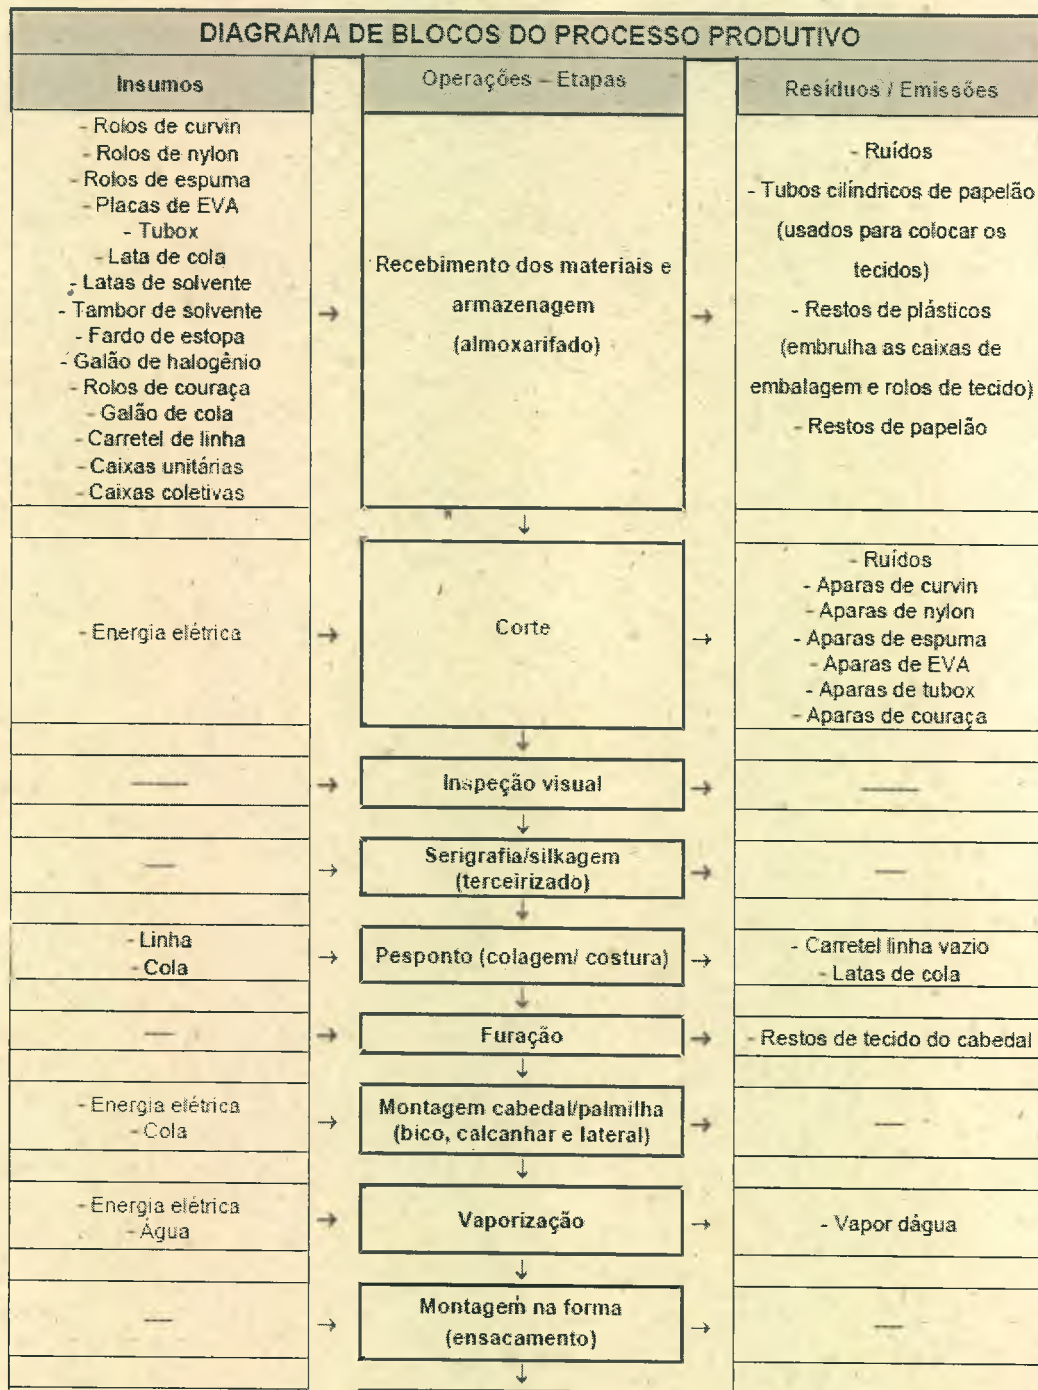 DIAGRAMA DE BLOCOS DO PROCESSO PRODUTIVO
Insumos
Operações – Etapas
Resíduos / Emissões
- Rolos de curvin
- Rolos de nylon
- Rolos de espuma
- Placas de EVA
- Tubox
- Lata de cola
- Latas de solvente
- Tambor de solvente
- Fardo de estopa
- Galão de halogênio
- Rolos de couraça
- Galão de cola
- Carretel de linha
- Caixas unitárias
- Caixas coletivas
→
Recebimento dos materiais e
armazenagem
(almoxarifado)
→
- Ruídos
- Tubos cilíndricos de papelão
(usados para colocar os
tecidos)
- Restos de plásticos
(embrulha as caixas de
embalagem e rolos de tecido)
- Restos de papelão
↓
- Energia elétrica
→
Corte
→
- Ruídos
- Aparas de curvin
- Aparas de nylon
- Aparas de espuma
- Aparas de EVA
- Aparas de tubox
- Aparas de couraça
↓
——
→
Inspeção visual
→
——
↓
—
→
Serigrafia/silkagem
(terceirizado)
→
—
↓
- Linha
- Cola
→
Pesponto (colagem/ costura)
→
- Carretel linha vazio
- Latas de cola
↓
—
→
Furação
→
- Restos de tecido do cabedal
↓
- Energia elétrica
- Cola
→
Montagem cabedal/palmilha
(bico, calcanhar e lateral)
→
—
↓
- Energia elétrica
- Água
→
Vaporização
→
- Vapor dágua
↓
—
→
Montagem na forma
(ensacamento)
→
—
↓